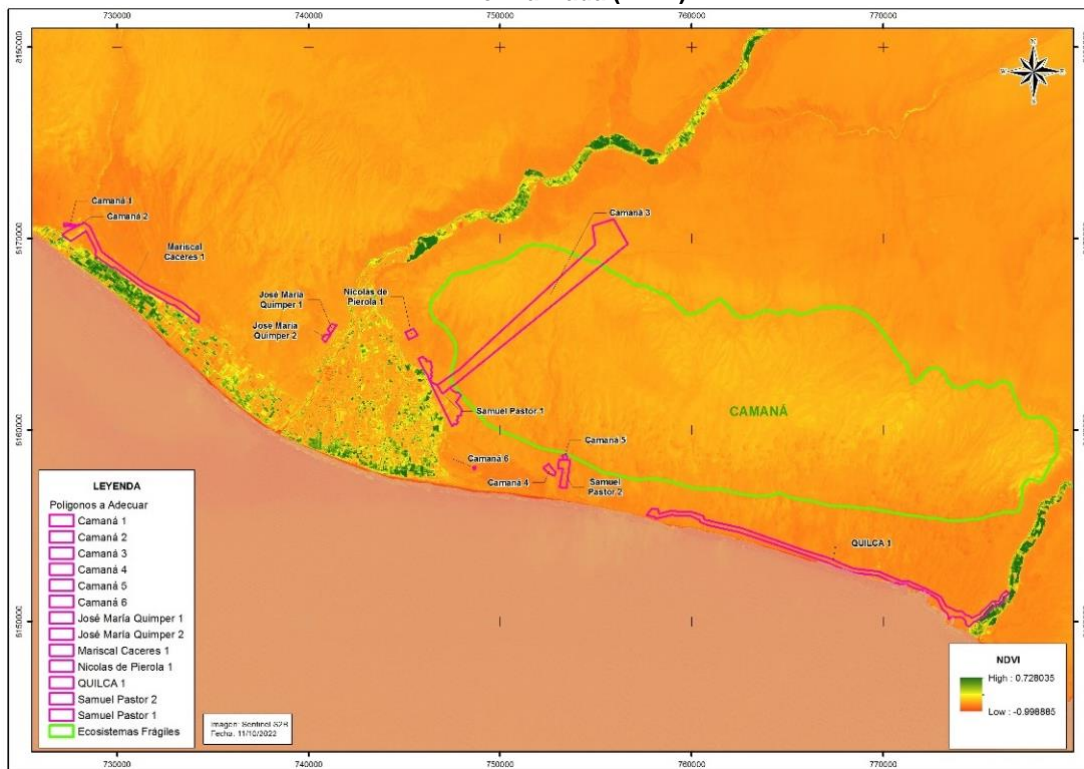 730000
740000
750000
760000
770000
Camaná 1
Camaná 2
Mariscal
Caceres 1
Camaná 3
José María
Quimper 1
José María
Quimper 2
Nicolas de
Pierola 1
Samuel Pastor 1
CAMANÁ
Camaná 5
Camaná 6
Camaná 4
Samuel
Pastor 2
QUILCA 1
LEYENDA
Poligonos a Adecuar
Camaná 1
Camaná 2
Camaná 3
Camaná 4
Camaná 5
Camaná 6
José María Quimper 1
José María Quimper 2
Mariscal Caceres 1
Nicolas de Pierola 1
QUILCA 1
Samuel Pastor 2
Samuel Pastor 1
Ecosistemas Frágiles
Imagen: Sentinel S2B
NDVI
High : 0.728035
730000
740000
750000
760000
770000